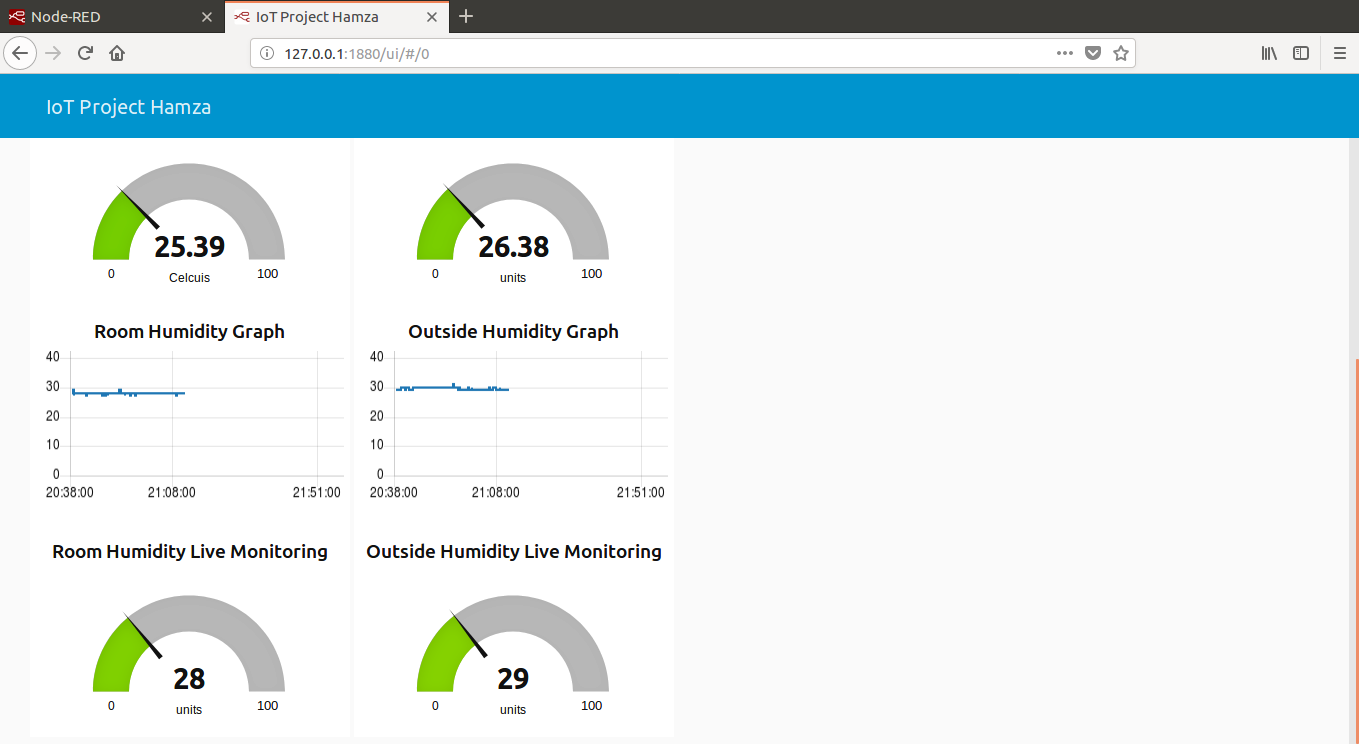 Node-RED
IoT Project Hamza
127.0.0.1:1880/ui/#/0
IoT Project Hamza
25.39
0
Celcuis
100
26.38
0
units
100
Room Humidity Graph
40
30
20
10
0
20:38:00 21:08:00 21:51:00
Outside Humidity Graph
40
30
20
10
0
20:38:00 21:08:00 21:51:00
Room Humidity Live Monitoring
28
0
units
100
Outside Humidity Live Monitoring
29
0
units
100